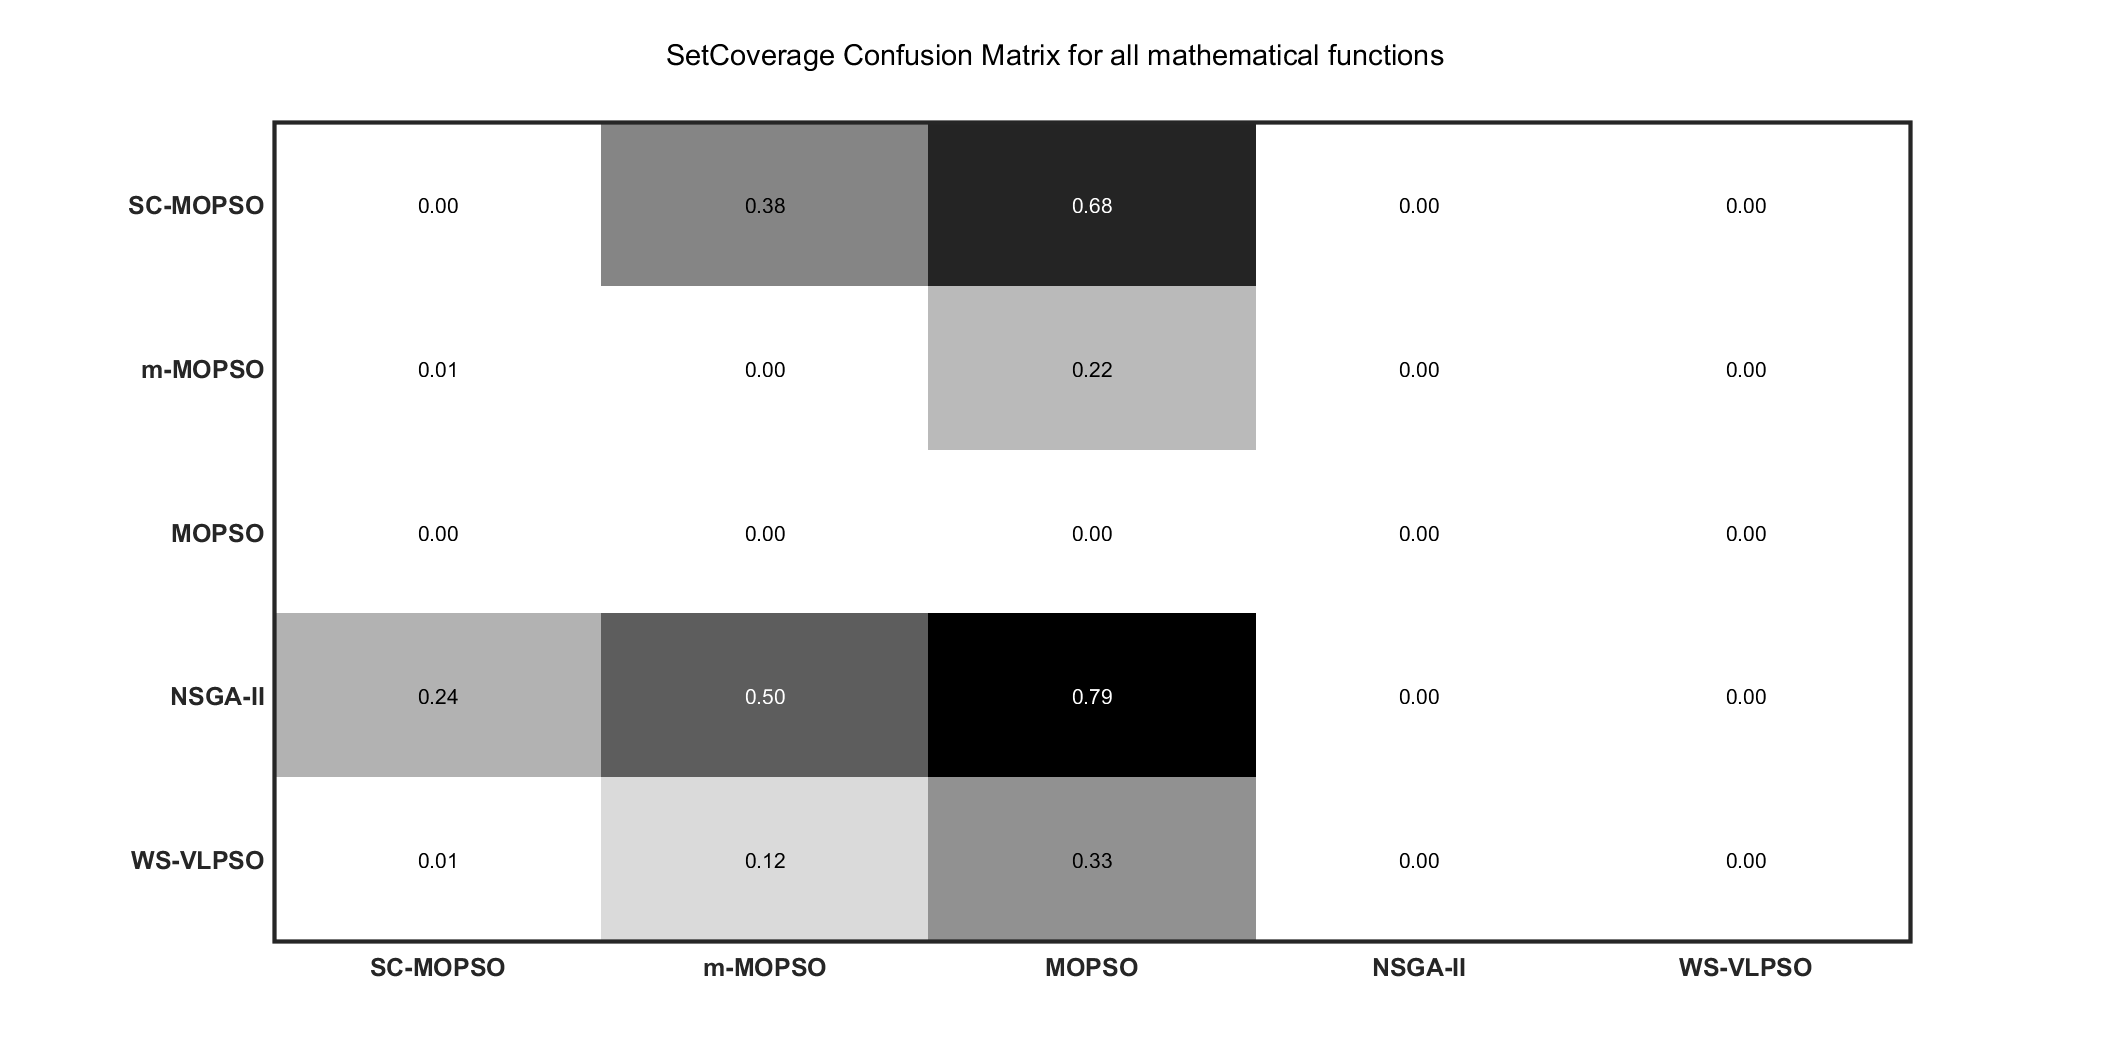 SetCoverage Confusion Matrix for all mathematical functions
SC-MOPSO 0.00 0.38 0.68 0.00 0.00
m-MOPSO 0.01 0.00 0.22 0.00 0.00
MOPSO 0.00 0.00 0.00 0.00 0.00
NSGA-II 0.24 0.50 0.79 0.00 0.00
WS-VLPSO 0.01 0.12 0.33 0.00 0.00
SC-MOPSO m-MOPSO MOPSO NSGA-II WS-VLPSO